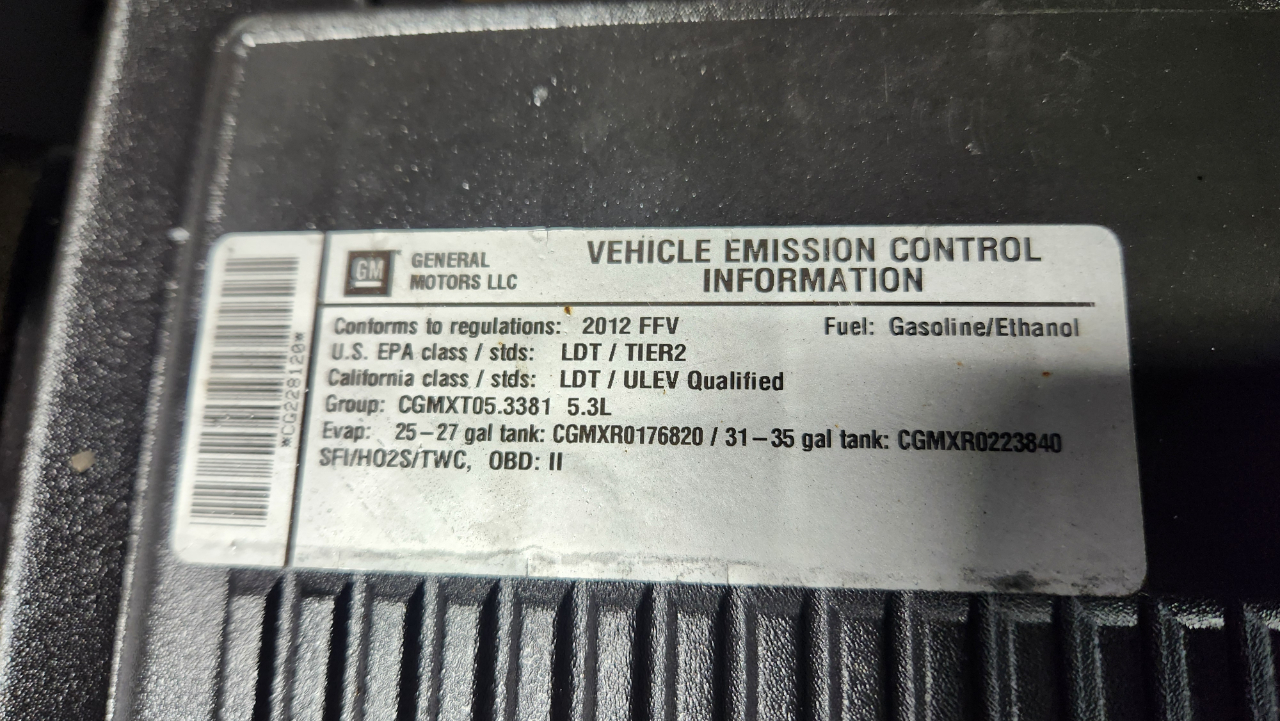 GM
GENERAL
MOTORS LLC
VEHICLE EMISSION CONTROL
INFORMATION
Conforms to regulations: 2012 FFV
Fuel: Gasoline/Ethanol
U.S. EPA class / stds: LDT / TIER2
California class / stds: LDT / ULEV Qualified
Group: CGMXT05.3381 5.3L
Evap: 25–27 gal tank: CGMXR0176820 / 31–35 gal tank: CGMXR0223840
SFI/HO2S/TWC, OBD: II
*CG228120*